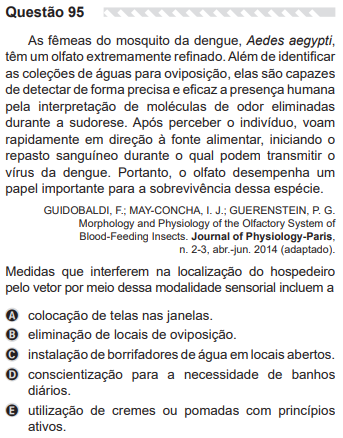 Questão 95
As fêmeas do mosquito da dengue, Aedes aegypti,
têm um olfato extremamente refinado. Além de identificar
as coleções de águas para oviposição, elas são capazes
de detectar de forma precisa e eficaz a presença humana
pela interpretação de moléculas de odor eliminadas
durante a sudorese. Após perceber o indivíduo, voam
rapidamente em direção à fonte alimentar, iniciando o
repasto sanguíneo durante o qual podem transmitir o
vírus da dengue. Portanto, o olfato desempenha um
papel importante para a sobrevivência dessa espécie.
GUIDOBALDI, F.; MAY-CONCHA, I. J.; GUERENSTEIN, P. G.
Morphology and Physiology of the Olfactory System of
Blood-Feeding Insects. Journal of Physiology-Paris,
n. 2-3, abr.-jun. 2014 (adaptado).
Medidas que interferem na localização do hospedeiro
pelo vetor por meio dessa modalidade sensorial incluem a
A colocação de telas nas janelas.
B eliminação de locais de oviposição.
C instalação de borrifadores de água em locais abertos.
D conscientização para a necessidade de banhos
diários.
E utilização de cremes ou pomadas com princípios
ativos.